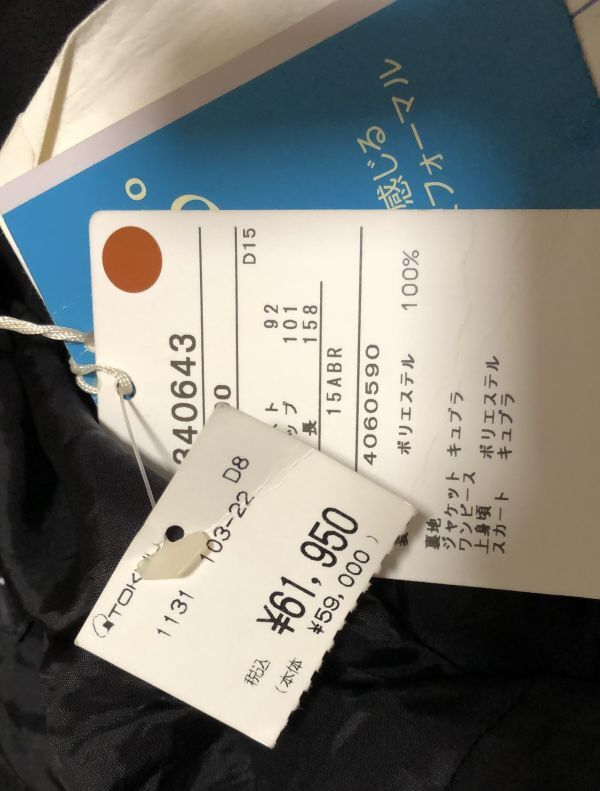 感じる
フォーマル
340643
D15
92
101
158
長
15ABR
4060590
ポリエステル 100%
裏地
ジャケット キュプラ
ワンピース
上身頃 ポリエステル
スカート キュプラ
1131 103-22 D8
税込 ¥61,950
(本体 ¥59,000)